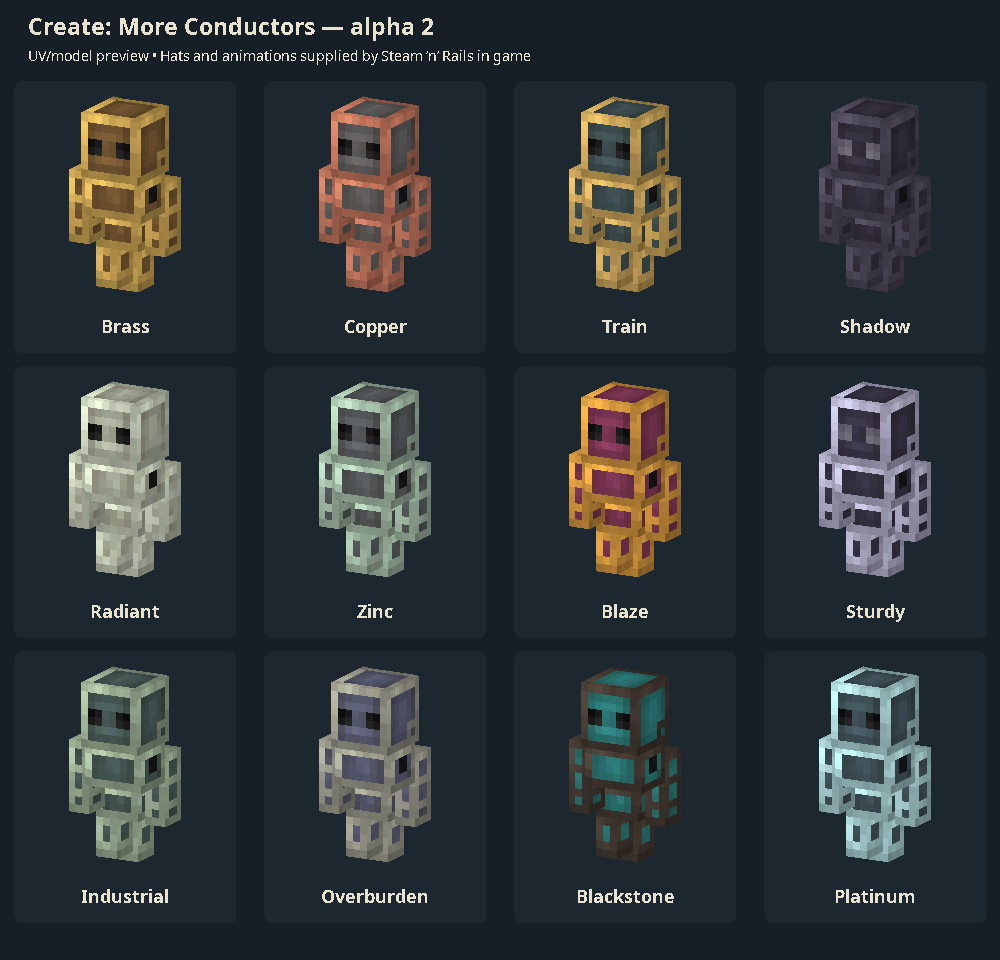 Create: More Conductors — alpha 2
UV/model preview • Hats and animations supplied by Steam ’n’ Rails in game
Brass
Copper
Train
Shadow
Radiant
Zinc
Blaze
Sturdy
Industrial
Overburden
Blackstone
Platinum